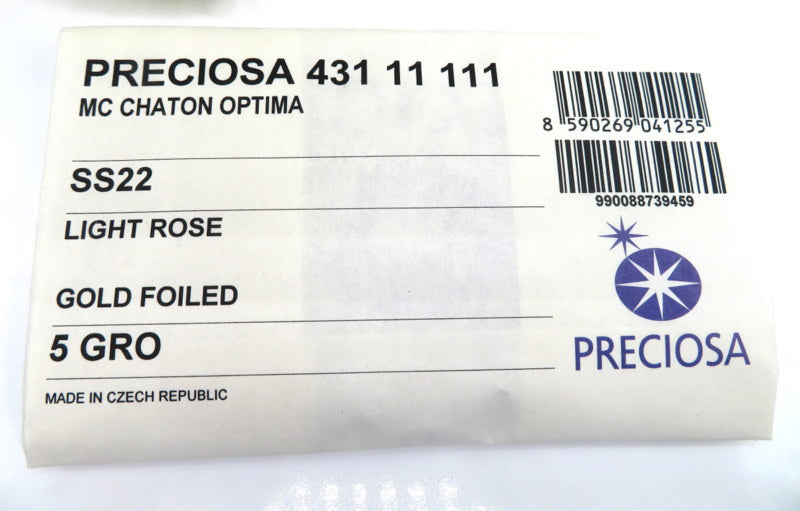 PRECIOSA 431 11 111
MC CHATON OPTIMA
SS22
LIGHT ROSE
GOLD FOILED
5 GRO
MADE IN CZECH REPUBLIC
8 590269 041255
990088739459
PRECIOSA